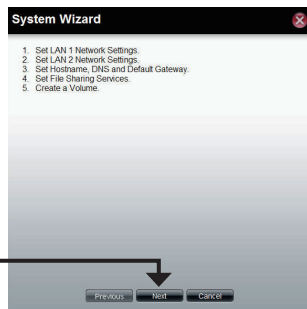 System Wizard
1. Set LAN 1 Network Settings.
2. Set LAN 2 Network Settings.
3. Set Hostname, DNS and Default Gateway.
4. Set File Sharing Services.
5. Create a Volume.
Previous Next Cancel